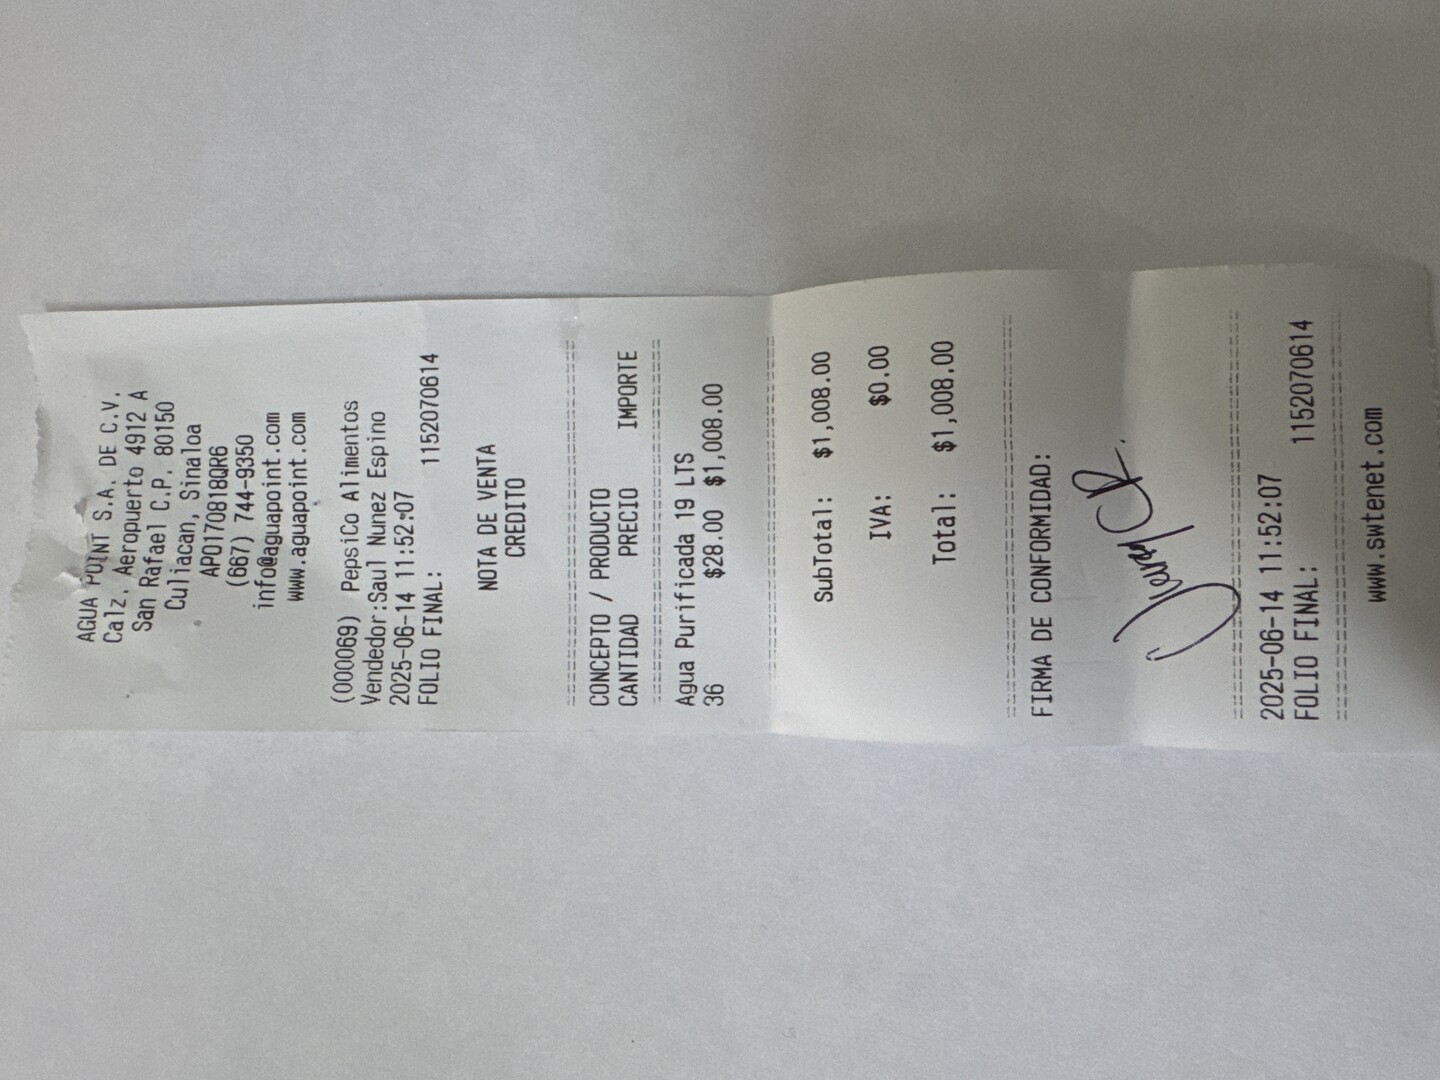 AGUA POINT S.A. DE C.V.
Calz. Aeropuerto 4912 A
San Rafael C.P. 80150
Culiacan, Sinaloa
APO170818QR6
(667) 744-9350
info@aguapoint.com
www.aguapoint.com
(000069) PepsiCo Alimentos
Vendedor:Saul Nunez Espino
2025-06-14 11:52:07
FOLIO FINAL: 1152070614
NOTA DE VENTA
CREDITO
CONCEPTO / PRODUCTO
CANTIDAD PRECIO IMPORTE
Agua Purificada 19 LTS
36 $28.00 $1,008.00
SubTotal: $1,008.00
IVA: $0.00
Total: $1,008.00
FIRMA DE CONFORMIDAD:
2025-06-14 11:52:07
FOLIO FINAL: 1152070614
www.swtenet.com